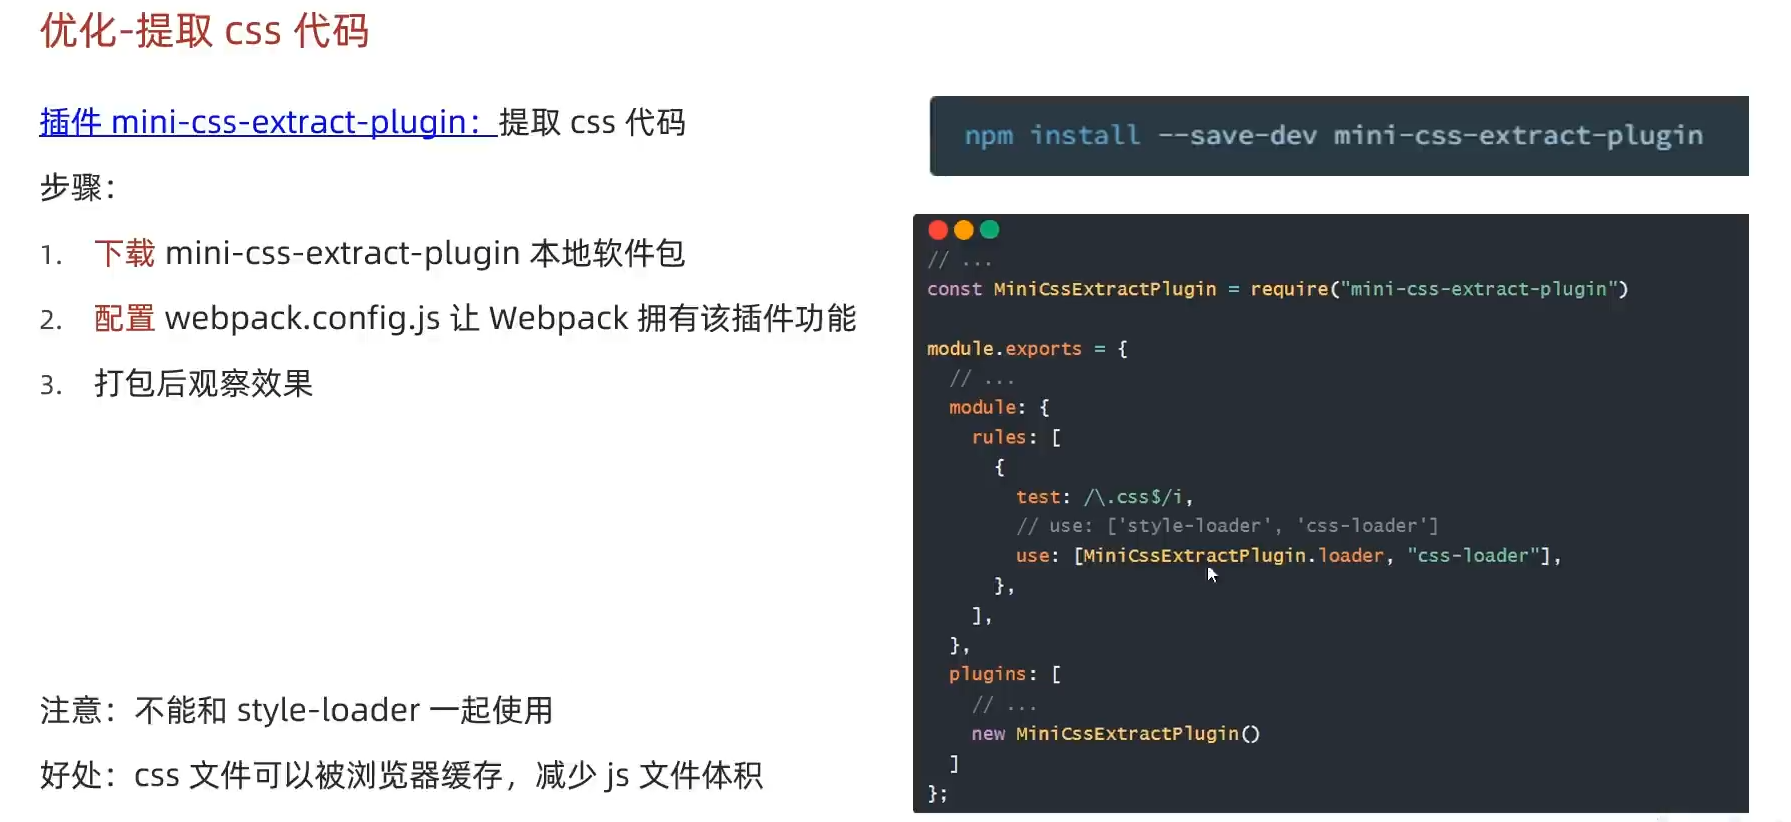 优化-提取 css 代码
插件 mini-css-extract-plugin：提取 css 代码
步骤：
1. 下载 mini-css-extract-plugin 本地软件包
2. 配置 webpack.config.js 让 Webpack 拥有该插件功能
3. 打包后观察效果
注意：不能和 style-loader 一起使用
好处：css 文件可以被浏览器缓存，减少 js 文件体积
npm install --save-dev mini-css-extract-plugin
// ...
const MiniCssExtractPlugin = require("mini-css-extract-plugin")
module.exports = {
  // ...
  module: {
    rules: [
      {
        test: /\.css$/i,
        // use: ['style-loader', 'css-loader']
        use: [MiniCssExtractPlugin.loader, "css-loader"],
      },
    ],
  },
  plugins: [
    // ...
    new MiniCssExtractPlugin()
  ]
};